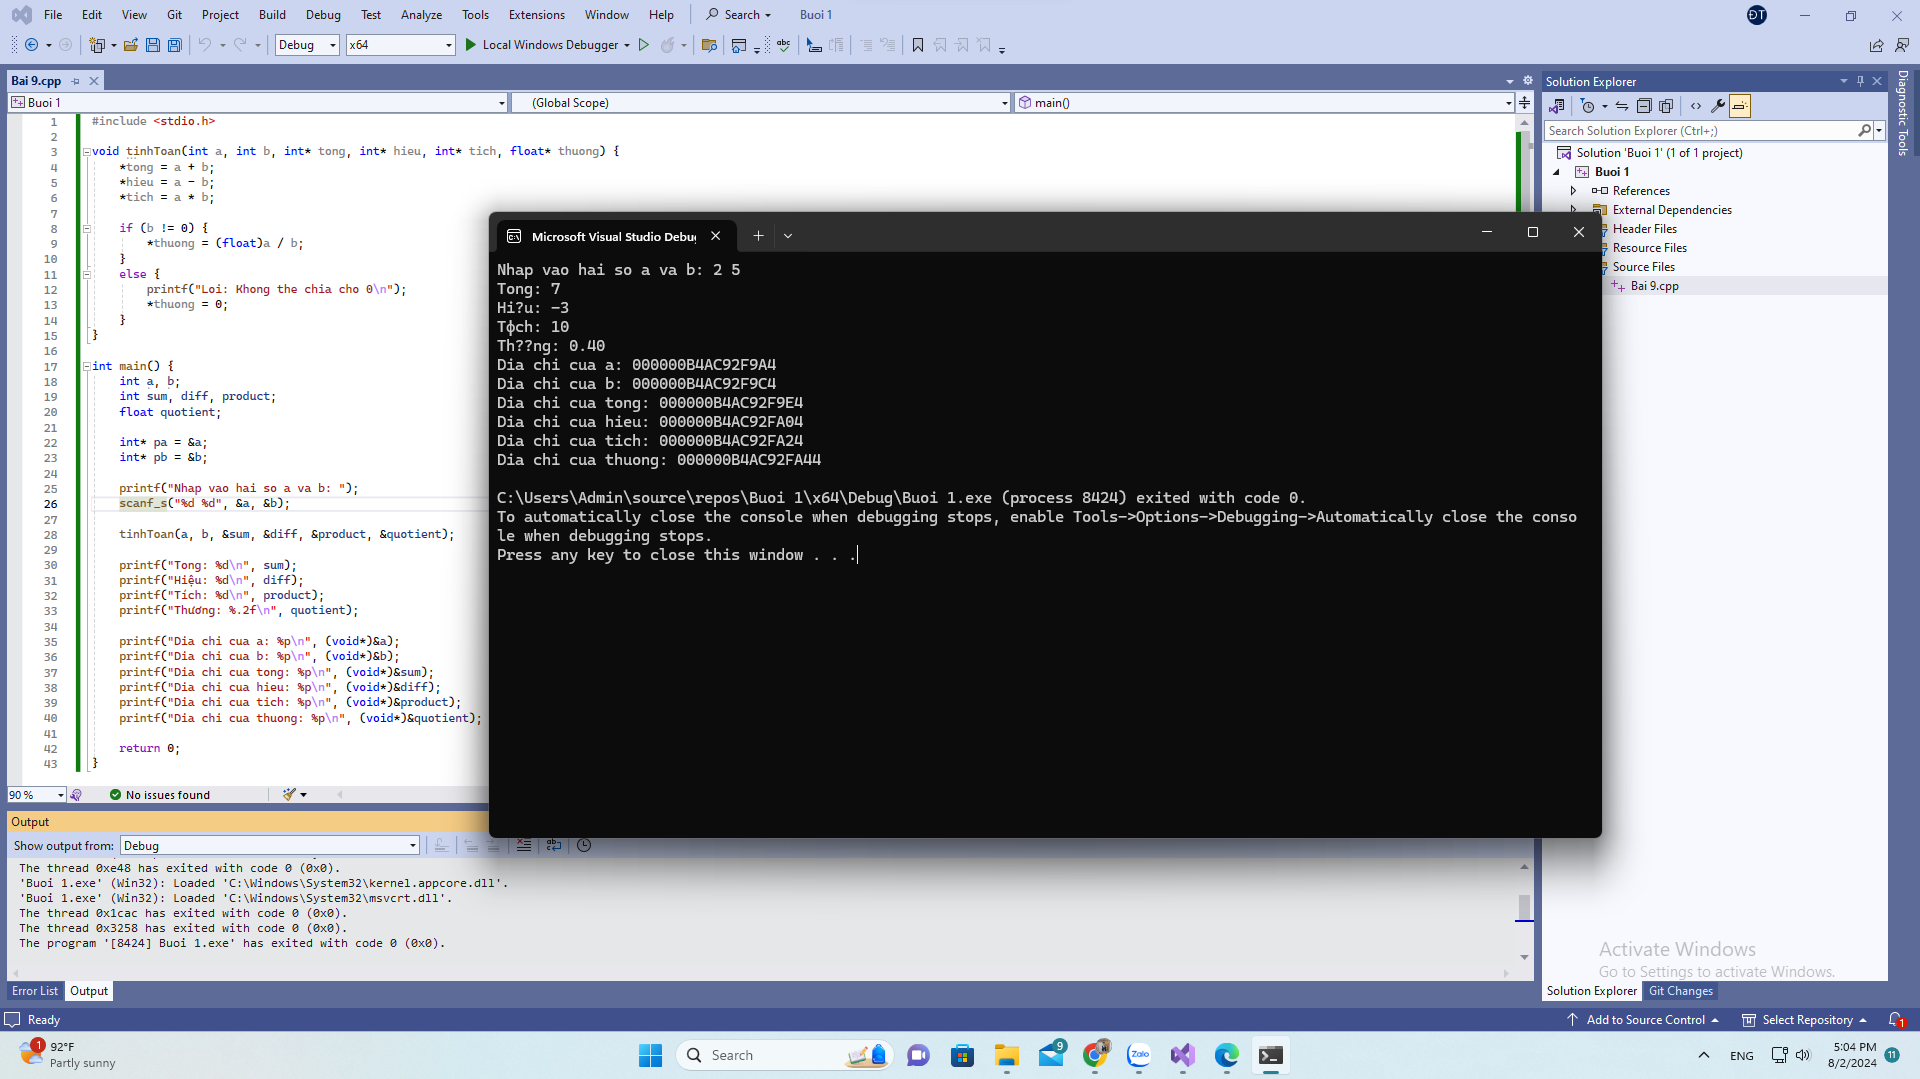 File Edit View Git Project Build Debug Test Analyze Tools Extensions Window Help Search Buoi 1 ĐT
Debug x64 Local Windows Debugger
Bai 9.cpp
Buoi 1 (Global Scope) main()
1 #include <stdio.h>
2
3 void tinhToan(int a, int b, int* tong, int* hieu, int* tich, float* thuong) {
4 *tong = a + b;
5 *hieu = a - b;
6 *tich = a * b;
7
8 if (b != 0) {
9 *thuong = (float)a / b;
10 }
11 else {
12 printf("Loi: Khong the chia cho 0\n");
13 *thuong = 0;
14 }
15 }
16
17 int main() {
18 int a, b;
19 int sum, diff, product;
20 float quotient;
21
22 int* pa = &a;
23 int* pb = &b;
24
25 printf("Nhap vao hai so a va b: ");
26 scanf_s("%d %d", &a, &b);
27
28 tinhToan(a, b, &sum, &diff, &product, &quotient);
29
30 printf("Tong: %d\n", sum);
31 printf("Hiệu: %d\n", diff);
32 printf("Tích: %d\n", product);
33 printf("Thương: %.2f\n", quotient);
34
35 printf("Dia chi cua a: %p\n", (void*)&a);
36 printf("Dia chi cua b: %p\n", (void*)&b);
37 printf("Dia chi cua tong: %p\n", (void*)&sum);
38 printf("Dia chi cua hieu: %p\n", (void*)&diff);
39 printf("Dia chi cua tich: %p\n", (void*)&product);
40 printf("Dia chi cua thuong: %p\n", (void*)&quotient);
41
42 return 0;
43 }
90 % No issues found
Microsoft Visual Studio Debug
Nhap vao hai so a va b: 2 5
Tong: 7
Hi?u: -3
Tφch: 10
Th??ng: 0.40
Dia chi cua a: 000000B4AC92F9A4
Dia chi cua b: 000000B4AC92F9C4
Dia chi cua tong: 000000B4AC92F9E4
Dia chi cua hieu: 000000B4AC92FA04
Dia chi cua tich: 000000B4AC92FA24
Dia chi cua thuong: 000000B4AC92FA44
C:\Users\Admin\source\repos\Buoi 1\x64\Debug\Buoi 1.exe (process 8424) exited with code 0.
To automatically close the console when debugging stops, enable Tools->Options->Debugging->Automatically close the conso
le when debugging stops.
Press any key to close this window . . .
Solution Explorer
Search Solution Explorer (Ctrl+;)
Solution 'Buoi 1' (1 of 1 project)
Buoi 1
References
External Dependencies
Header Files
Resource Files
Source Files
Bai 9.cpp
Diagnostic Tools
Output
Show output from: Debug
The thread 0xe48 has exited with code 0 (0x0).
'Buoi 1.exe' (Win32): Loaded 'C:\Windows\System32\kernel.appcore.dll'.
'Buoi 1.exe' (Win32): Loaded 'C:\Windows\System32\msvcrt.dll'.
The thread 0x1cac has exited with code 0 (0x0).
The thread 0x3258 has exited with code 0 (0x0).
The program '[8424] Buoi 1.exe' has exited with code 0 (0x0).
Activate Windows
Go to Settings to activate Windows.
Error List Output
Solution Explorer Git Changes
Ready Add to Source Control Select Repository 1
1 92°F
Partly sunny
Search 9 Zalo
ENG 5:04 PM
8/2/2024 11